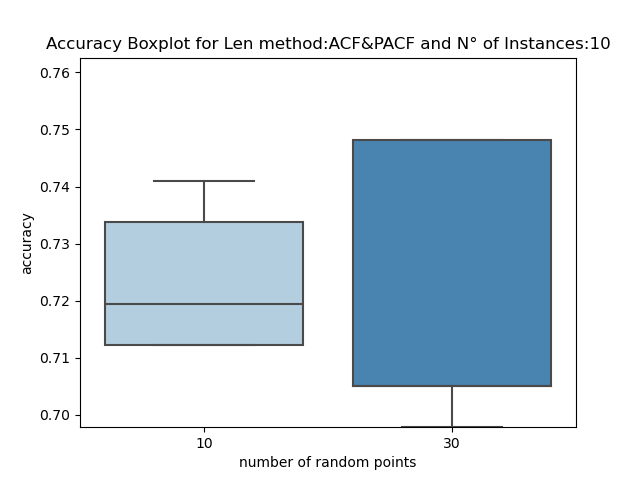 Accuracy Boxplot for Len method:ACF&PACF and N° of Instances:10
0.76
0.75
0.74
0.73
0.72
0.71
0.70
accuracy
10 30
number of random points